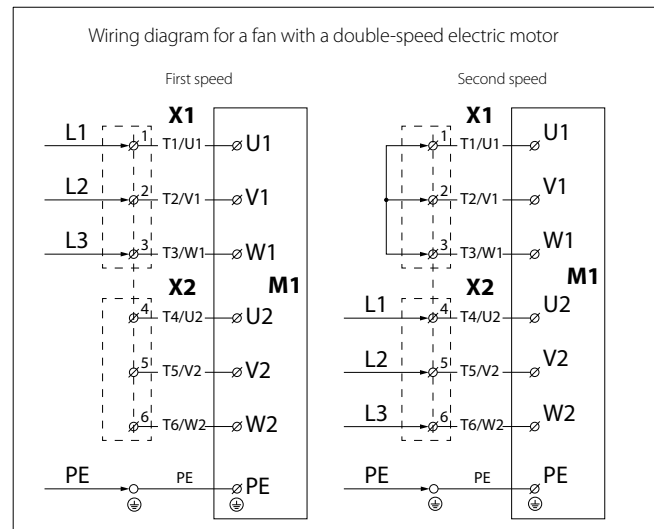 Wiring diagram for a fan with a double-speed electric motor
First speed
X1
L1 1 T1/U1 U1
L2 2 T2/V1 V1
L3 3 T3/W1 W1
X2 M1
4 T4/U2 U2
5 T5/V2 V2
6 T6/W2 W2
PE PE PE
Second speed
X1
1 T1/U1 U1
2 T2/V1 V1
3 T3/W1 W1
X2 M1
L1 4 T4/U2 U2
L2 5 T5/V2 V2
L3 6 T6/W2 W2
PE PE PE